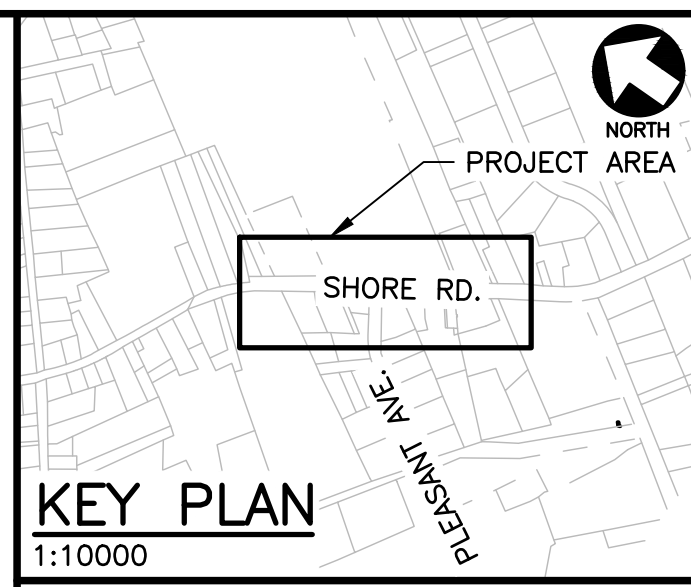 NORTH
PROJECT AREA
SHORE RD.
PLEASANT AVE.
KEY PLAN
1:10000